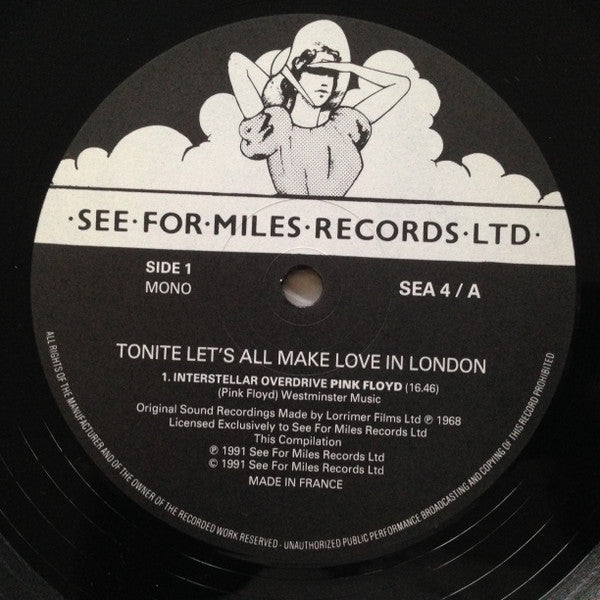 ·SEE·FOR·MILES·RECORDS·LTD·
SIDE 1
MONO
SEA 4 / A
TONITE LET'S ALL MAKE LOVE IN LONDON
1. INTERSTELLAR OVERDRIVE PINK FLOYD (16.46)
(Pink Floyd) Westminster Music
Original Sound Recordings Made by Lorrimer Films Ltd ℗ 1968
Licensed Exclusively to See For Miles Records Ltd
This Compilation
℗ 1991 See For Miles Records Ltd
© 1991 See For Miles Records Ltd
MADE IN FRANCE
ALL RIGHTS OF THE MANUFACTURER AND OF THE OWNER OF THE RECORDED WORK RESERVED - UNAUTHORIZED PUBLIC PERFORMANCE BROADCASTING AND COPYING OF THIS RECORD PROHIBITED